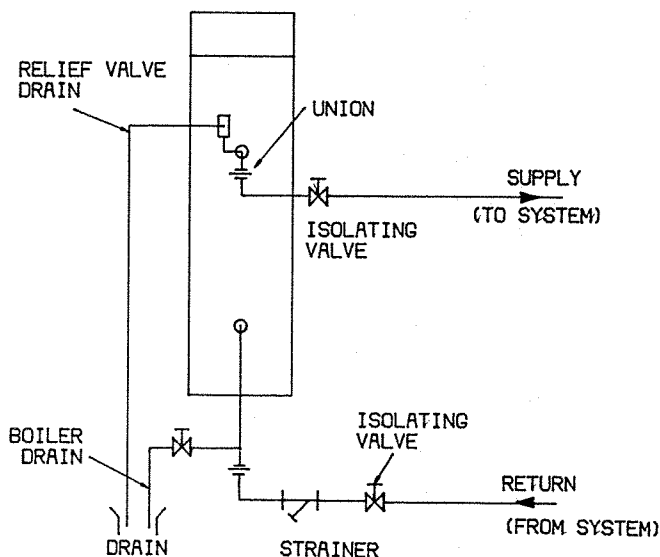 RELIEF VALVE
DRAIN
UNION
SUPPLY
(TO SYSTEM)
ISOLATING
VALVE
ISOLATING
VALVE
BOILER
DRAIN
RETURN
(FROM SYSTEM)
DRAIN
STRAINER